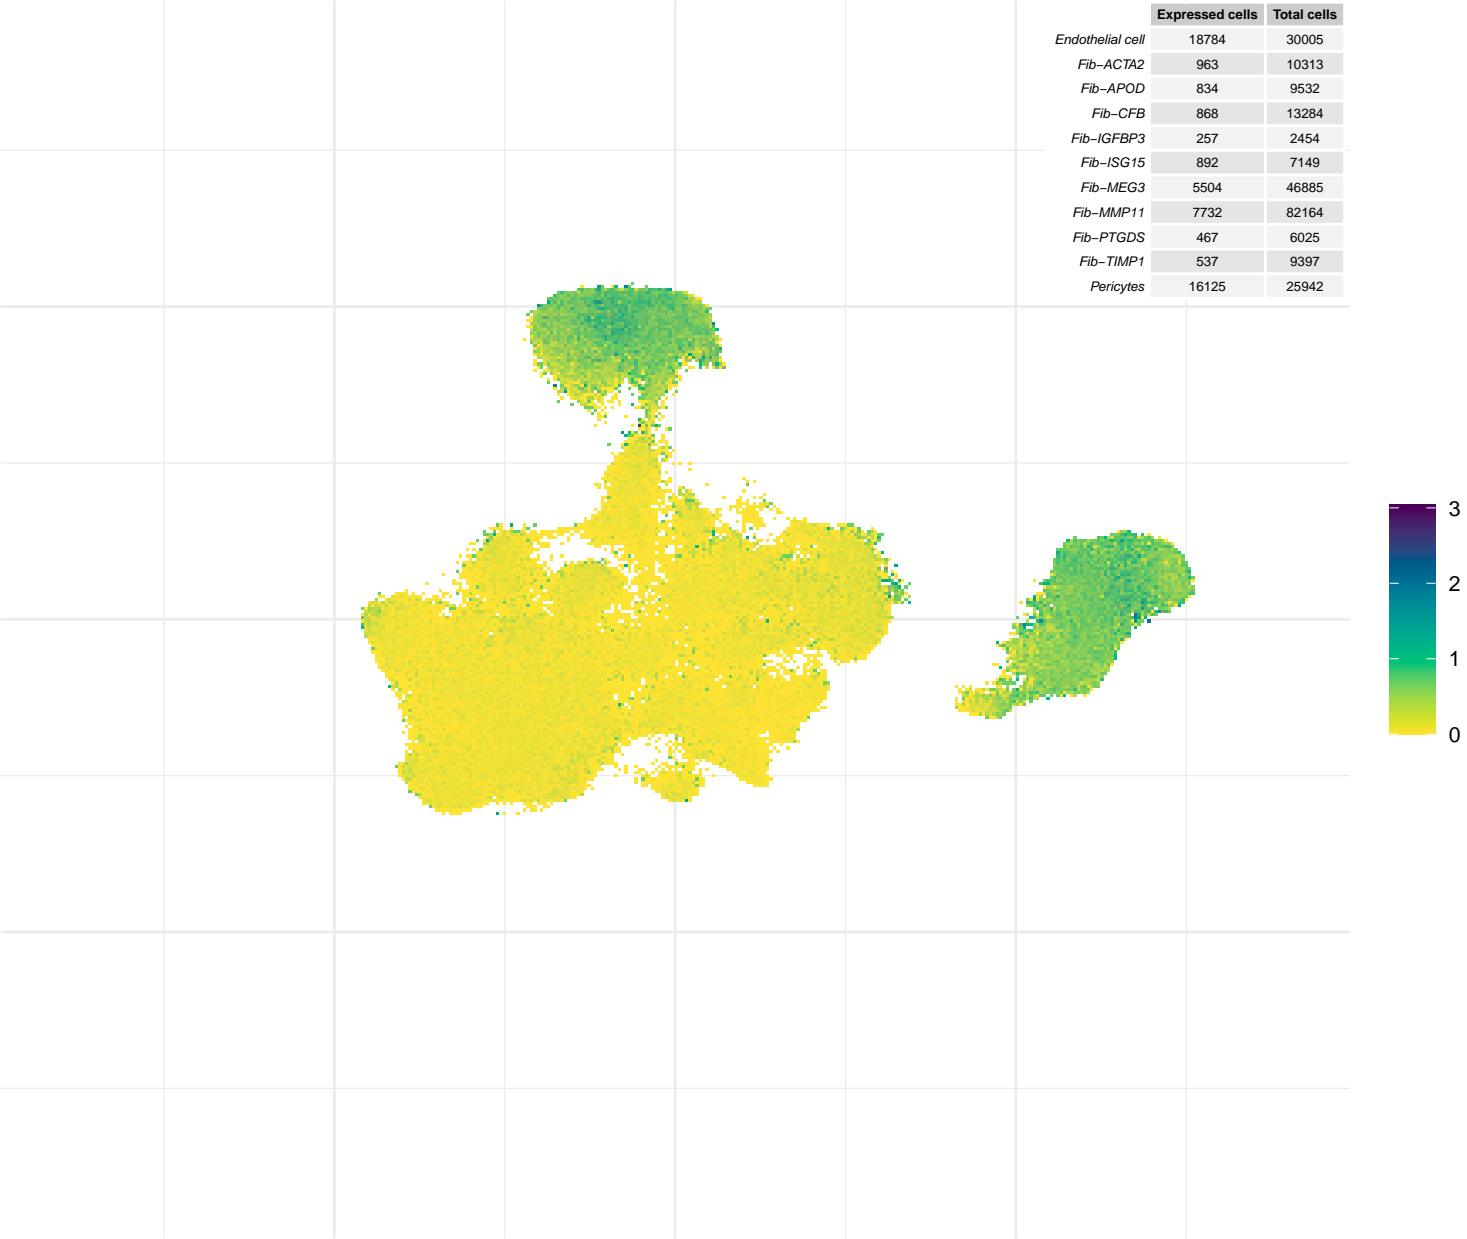 Expressed cells Total cells
Endothelial cell 18784 30005
Fib−ACTA2 963 10313
Fib−APOD 834 9532
Fib−CFB 868 13284
Fib−IGFBP3 257 2454
Fib−ISG15 892 7149
Fib−MEG3 5504 46885
Fib−MMP11 7732 82164
Fib−PTGDS 467 6025
Fib−TIMP1 537 9397
Pericytes 16125 25942
3
2
1
0